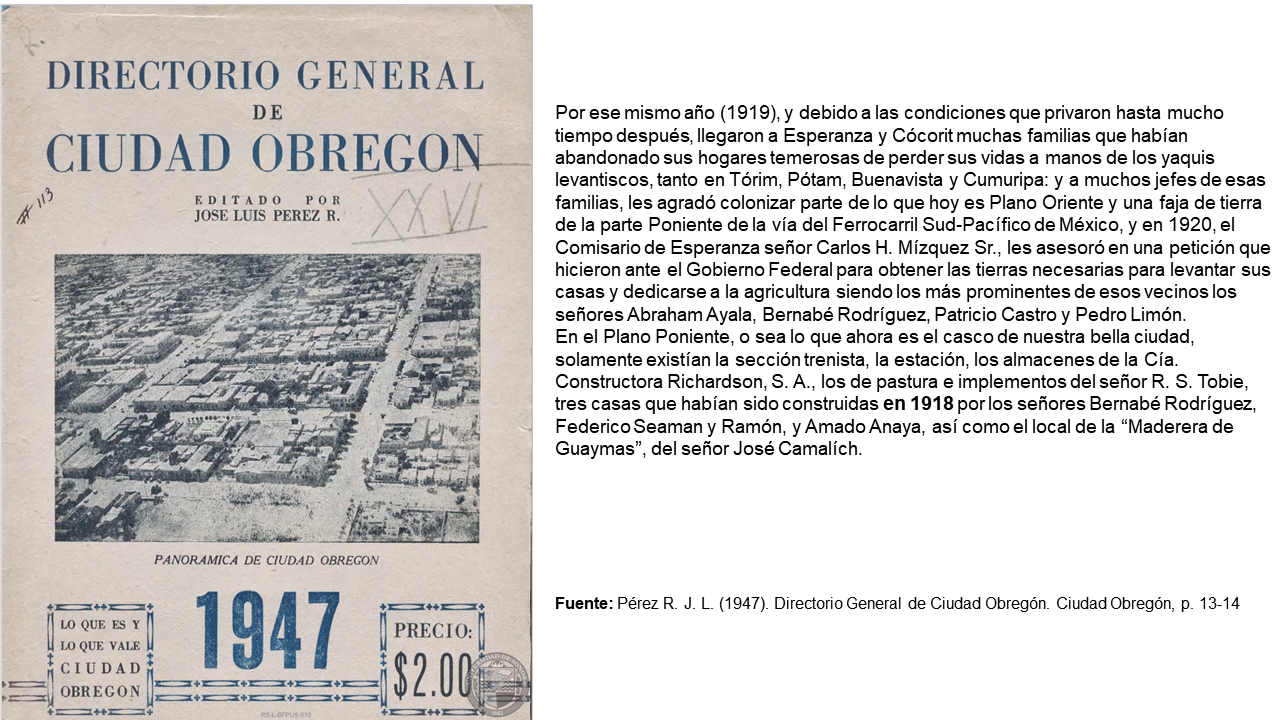 DIRECTORIO GENERAL
DE
CIUDAD OBREGON
EDITADO POR
JOSE LUIS PEREZ R.
# 113
XXVI
PANORAMICA DE CIUDAD OBREGON
LO QUE ES Y
LO QUE VALE
CIUDAD
OBREGON
1947
PRECIO:
$2.00
RS-L-BFPUS-010
Por ese mismo año (1919), y debido a las condiciones que privaron hasta mucho
tiempo después, llegaron a Esperanza y Cócorit muchas familias que habían
abandonado sus hogares temerosas de perder sus vidas a manos de los yaquis
levantiscos, tanto en Tórim, Pótam, Buenavista y Cumuripa: y a muchos jefes de esas
familias, les agradó colonizar parte de lo que hoy es Plano Oriente y una faja de tierra
de la parte Poniente de la vía del Ferrocarril Sud-Pacífico de México, y en 1920, el
Comisario de Esperanza señor Carlos H. Mízquez Sr., les asesoró en una petición que
hicieron ante el Gobierno Federal para obtener las tierras necesarias para levantar sus
casas y dedicarse a la agricultura siendo los más prominentes de esos vecinos los
señores Abraham Ayala, Bernabé Rodríguez, Patricio Castro y Pedro Limón.
En el Plano Poniente, o sea lo que ahora es el casco de nuestra bella ciudad,
solamente existían la sección trenista, la estación, los almacenes de la Cía.
Constructora Richardson, S. A., los de pastura e implementos del señor R. S. Tobie,
tres casas que habían sido construidas en 1918 por los señores Bernabé Rodríguez,
Federico Seaman y Ramón, y Amado Anaya, así como el local de la “Maderera de
Guaymas”, del señor José Camalích.
Fuente: Pérez R. J. L. (1947). Directorio General de Ciudad Obregón. Ciudad Obregón, p. 13-14